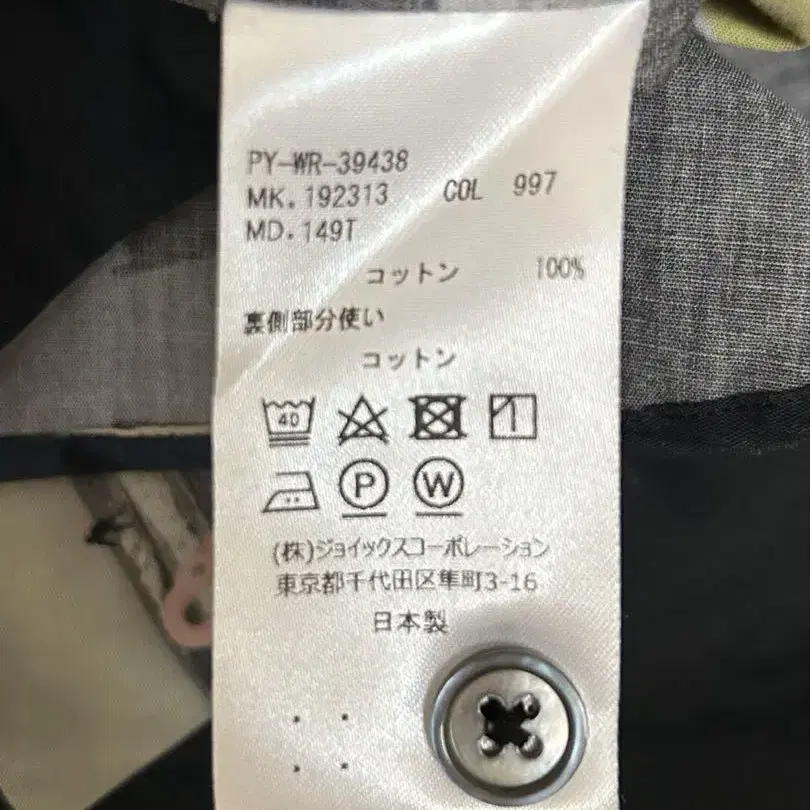 PY-WR-39438
MK.192313 COL 997
MD.149T
コットン 100%
裏側部分使い
コットン
40
P W
(株)ジョイックスコーポレーション
東京都千代田区隼町3-16
日本製